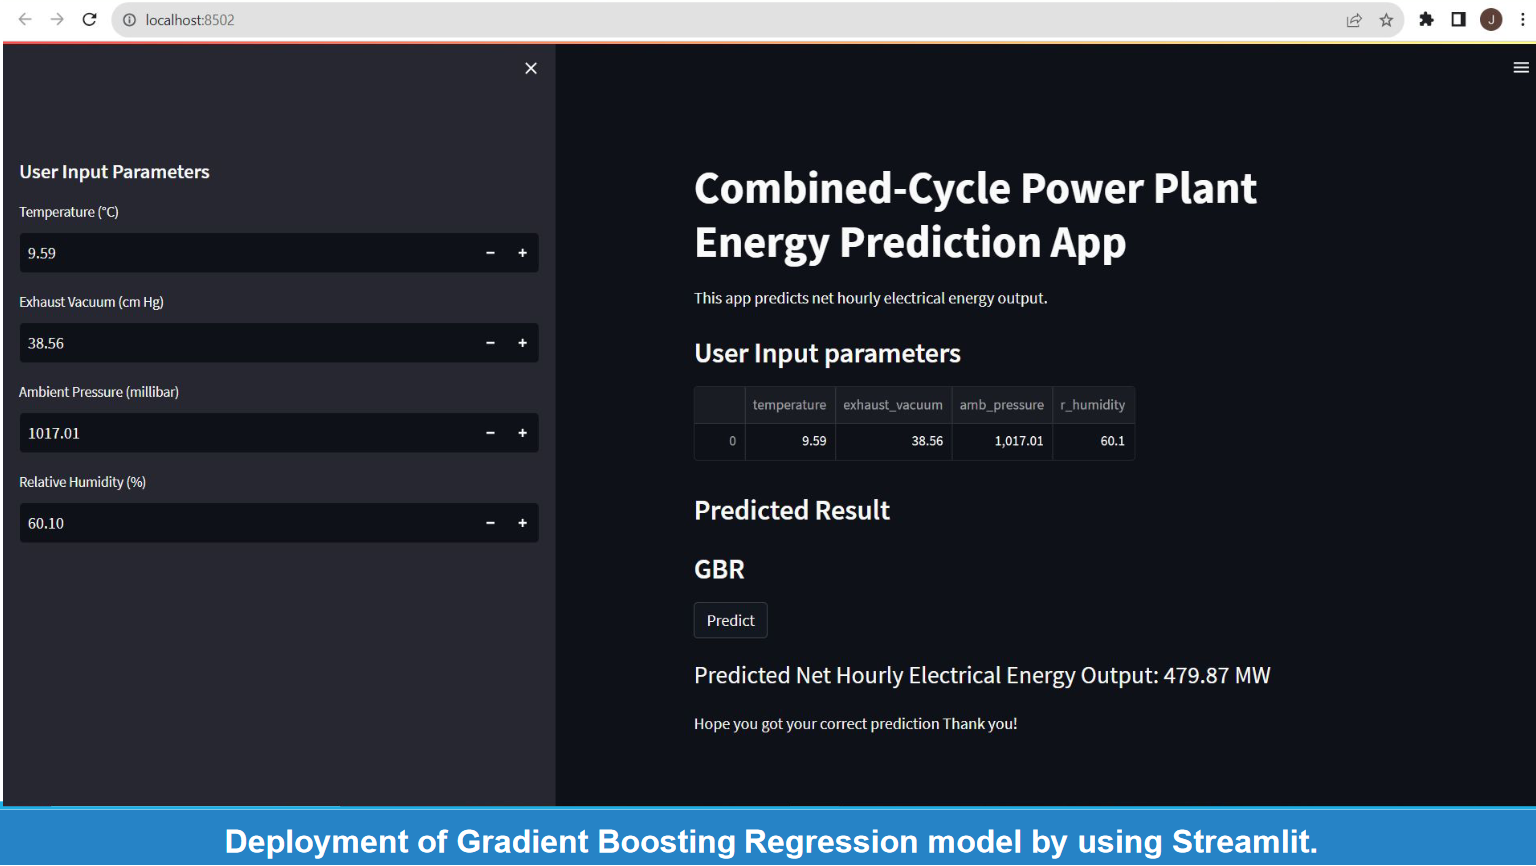 localhost:8502
J
User Input Parameters
Temperature (°C)
9.59
Exhaust Vacuum (cm Hg)
38.56
Ambient Pressure (millibar)
1017.01
Relative Humidity (%)
60.10
Combined-Cycle Power Plant
Energy Prediction App
This app predicts net hourly electrical energy output.
User Input parameters
temperature exhaust_vacuum amb_pressure r_humidity
0 9.59 38.56 1,017.01 60.1
Predicted Result
GBR
Predict
Predicted Net Hourly Electrical Energy Output: 479.87 MW
Hope you got your correct prediction Thank you!
Deployment of Gradient Boosting Regression model by using Streamlit.